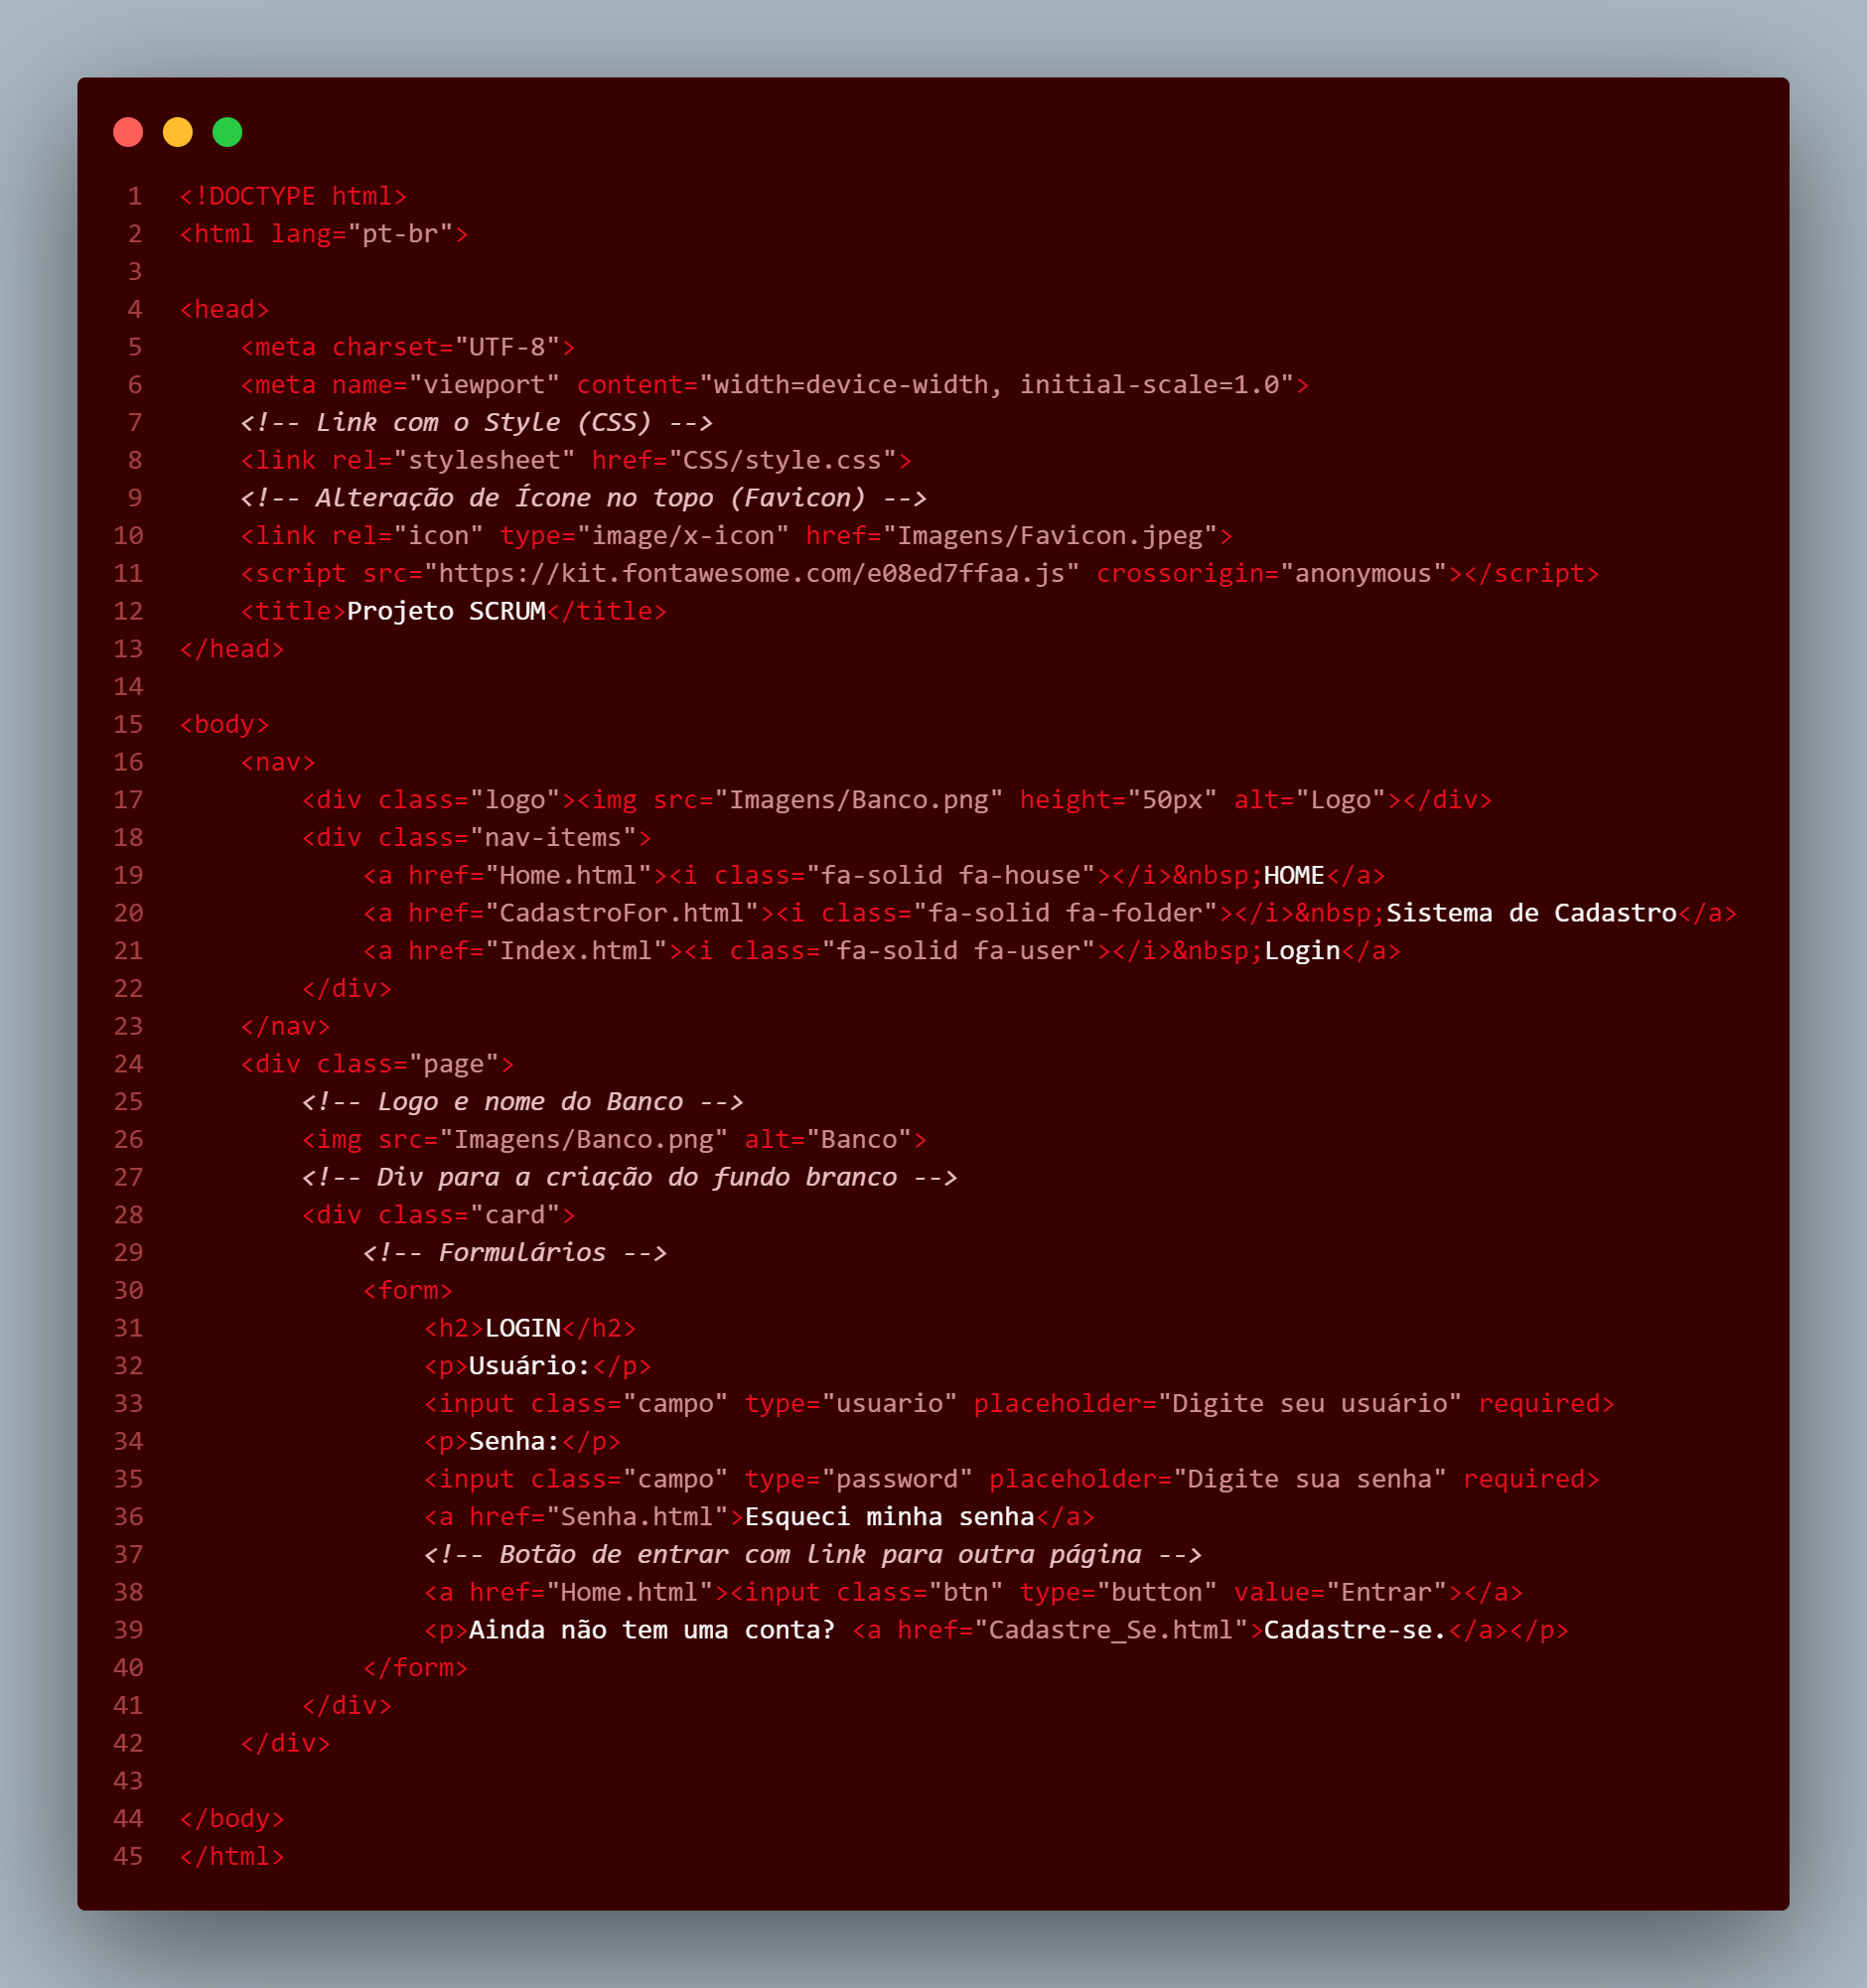 1 <!DOCTYPE html>
2 <html lang="pt-br">
3
4 <head>
5     <meta charset="UTF-8">
6     <meta name="viewport" content="width=device-width, initial-scale=1.0">
7     <!-- Link com o Style (CSS) -->
8     <link rel="stylesheet" href="CSS/style.css">
9     <!-- Alteração de Ícone no topo (Favicon) -->
10     <link rel="icon" type="image/x-icon" href="Imagens/Favicon.jpeg">
11     <script src="https://kit.fontawesome.com/e08ed7ffaa.js" crossorigin="anonymous"></script>
12     <title>Projeto SCRUM</title>
13 </head>
14
15 <body>
16     <nav>
17         <div class="logo"><img src="Imagens/Banco.png" height="50px" alt="Logo"></div>
18         <div class="nav-items">
19             <a href="Home.html"><i class="fa-solid fa-house"></i>&nbsp;HOME</a>
20             <a href="CadastroFor.html"><i class="fa-solid fa-folder"></i>&nbsp;Sistema de Cadastro</a>
21             <a href="Index.html"><i class="fa-solid fa-user"></i>&nbsp;Login</a>
22         </div>
23     </nav>
24     <div class="page">
25         <!-- Logo e nome do Banco -->
26         <img src="Imagens/Banco.png" alt="Banco">
27         <!-- Div para a criação do fundo branco -->
28         <div class="card">
29             <!-- Formulários -->
30             <form>
31                 <h2>LOGIN</h2>
32                 <p>Usuário:</p>
33                 <input class="campo" type="usuario" placeholder="Digite seu usuário" required>
34                 <p>Senha:</p>
35                 <input class="campo" type="password" placeholder="Digite sua senha" required>
36                 <a href="Senha.html">Esqueci minha senha</a>
37                 <!-- Botão de entrar com link para outra página -->
38                 <a href="Home.html"><input class="btn" type="button" value="Entrar"></a>
39                 <p>Ainda não tem uma conta? <a href="Cadastre_Se.html">Cadastre-se.</a></p>
40             </form>
41         </div>
42     </div>
43
44 </body>
45 </html>